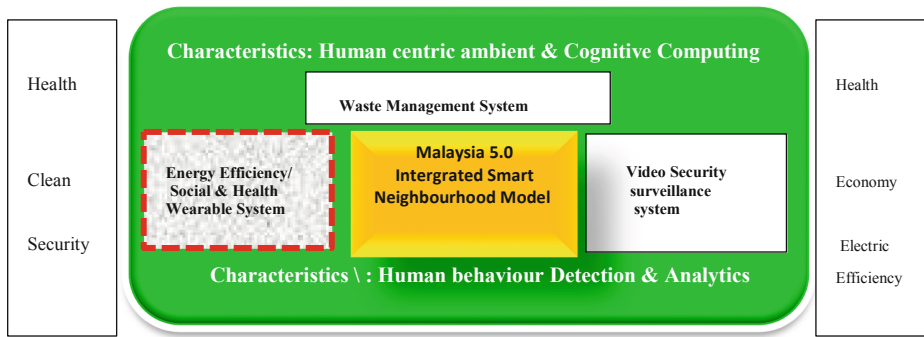 Health
Clean
Security
Characteristics: Human centric ambient & Cognitive Computing
Waste Management System
Energy Efficiency/
Social & Health
Wearable System
Malaysia 5.0
Intergrated Smart
Neighbourhood Model
Video Security
surveillance
system
Characteristics \ : Human behaviour Detection & Analytics
Health
Economy
Electric
Efficiency